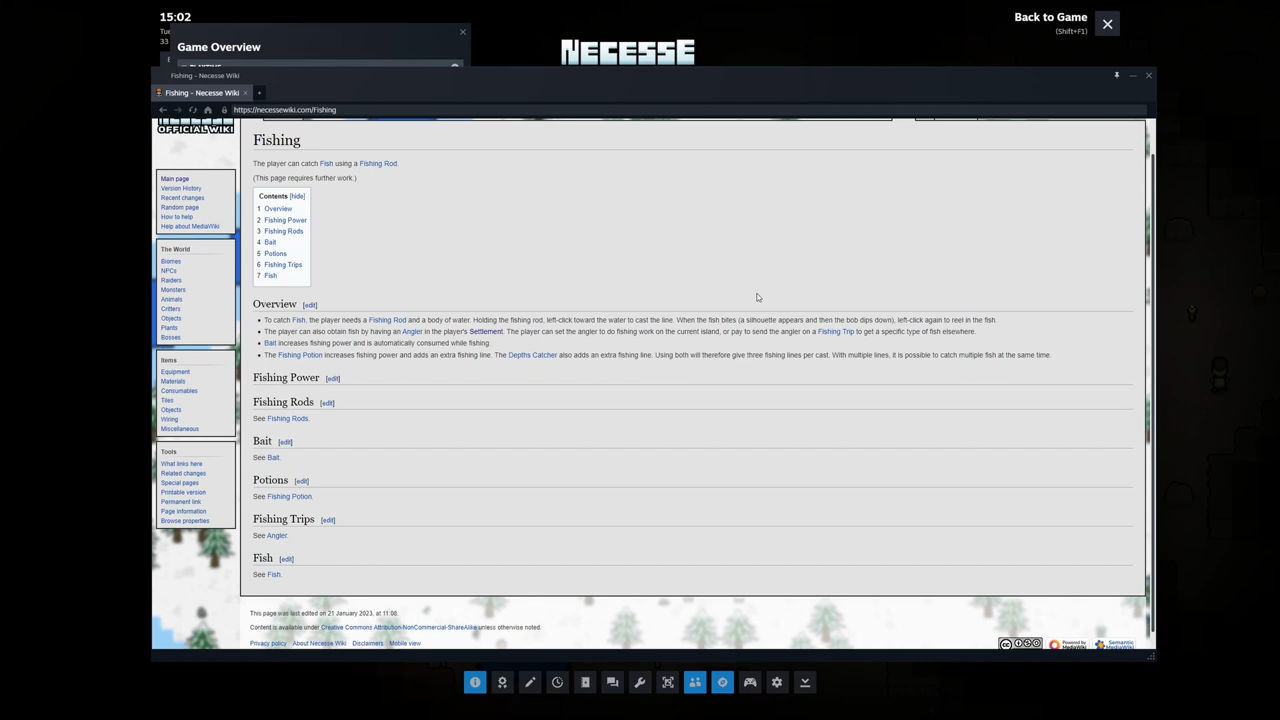 15:02
Back to Game
(Shift+F1)
Tu
33
Game Overview
NECESSE
Fishing - Necesse Wiki
Fishing - Necesse Wiki
https://necessewiki.com/Fishing
OFFICIAL WIKI
Main page
Version History
Recent changes
Random page
How to help
Help about MediaWiki
The World
Biomes
NPCs
Raiders
Monsters
Animals
Critters
Objects
Plants
Bosses
Items
Equipment
Materials
Consumables
Tiles
Objects
Wiring
Miscellaneous
Tools
What links here
Related changes
Special pages
Printable version
Permanent link
Page information
Browse properties
Fishing
The player can catch Fish using a Fishing Rod.
(This page requires further work.)
Contents [hide]
1 Overview
2 Fishing Power
3 Fishing Rods
4 Bait
5 Potions
6 Fishing Trips
7 Fish
Overview [edit]
• To catch Fish, the player needs a Fishing Rod and a body of water. Holding the fishing rod, left-click toward the water to cast the line. When the fish bites (a silhouette appears and then the bob dips down), left-click again to reel in the fish.
• The player can also obtain fish by having an Angler in the player's Settlement. The player can set the angler to do fishing work on the current island, or pay to send the angler on a Fishing Trip to get a specific type of fish elsewhere.
• Bait increases fishing power and is automatically consumed while fishing.
• The Fishing Potion increases fishing power and adds an extra fishing line. The Depths Catcher also adds an extra fishing line. Using both will therefore give three fishing lines per cast. With multiple lines, it is possible to catch multiple fish at the same time.
Fishing Power [edit]
Fishing Rods [edit]
See Fishing Rods.
Bait [edit]
See Bait.
Potions [edit]
See Fishing Potion.
Fishing Trips [edit]
See Angler.
Fish [edit]
See Fish.
This page was last edited on 21 January 2023, at 11:08.
Content is available under Creative Commons Attribution-NonCommercial-ShareAlike unless otherwise noted.
Privacy policy About Necesse Wiki Disclaimers Mobile view
Powered by MediaWiki
Semantic MediaWiki